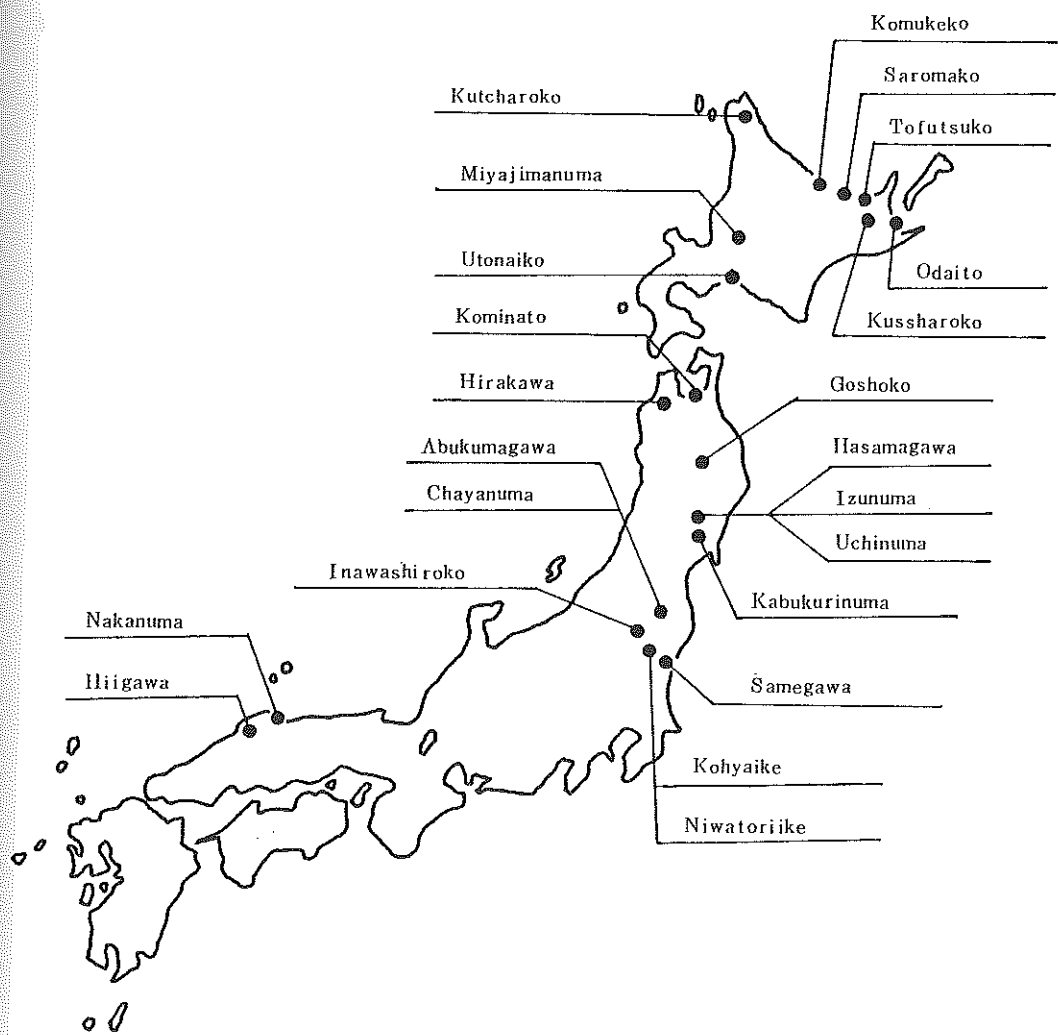 Komukeko
Saromako
Kutcharoko
Tofutsuko
Miyajimanuma
Utonaiko
Odaito
Kominato
Kussharoko
Hirakawa
Goshoko
Abukumagawa
Hasamagawa
Chayanuma
Izunuma
Uchinuma
Inawashiroko
Kabukurinuma
Nakanuma
Hiigawa
Samegawa
Kohyaike
Niwatoriike